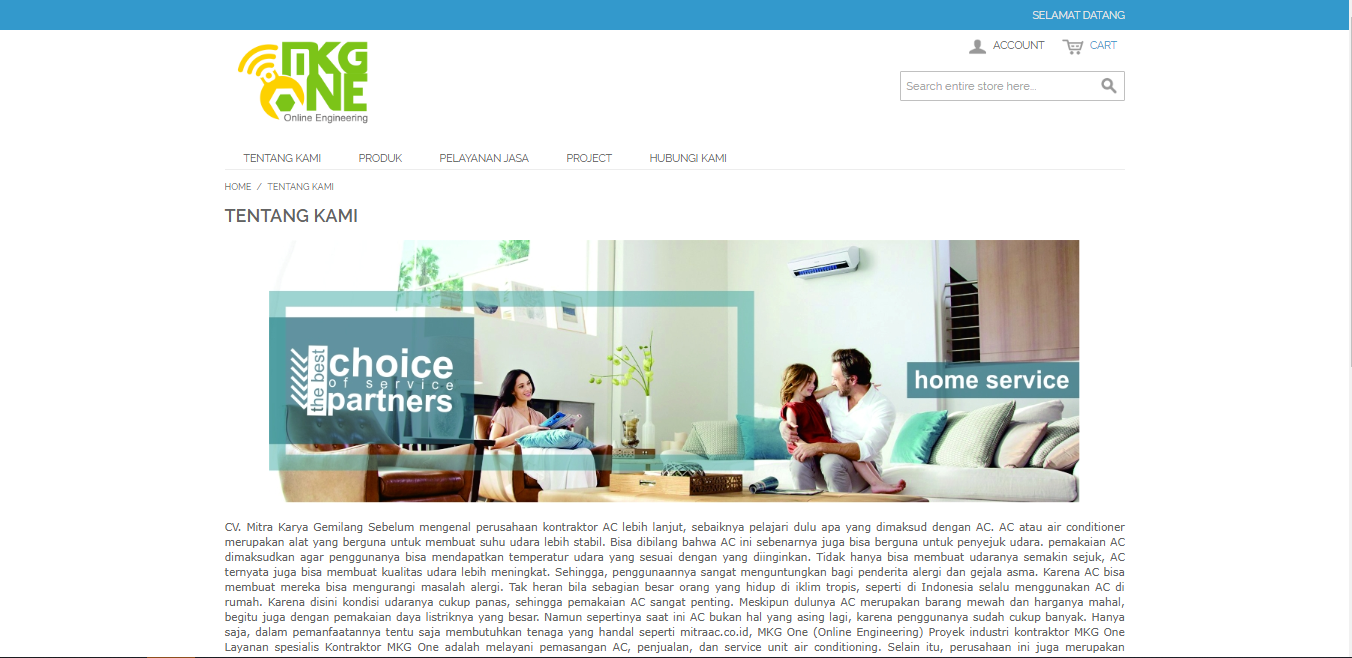 SELAMAT DATANG
MKG
ONE
Online Engineering
ACCOUNT
CART
Search entire store here...
TENTANG KAMI
PRODUK
PELAYANAN JASA
PROJECT
HUBUNGI KAMI
HOME / TENTANG KAMI
TENTANG KAMI
the best
choice
of service
partners
home service
CV. Mitra Karya Gemilang Sebelum mengenal perusahaan kontraktor AC lebih lanjut, sebaiknya pelajari dulu apa yang dimaksud dengan AC. AC atau air conditioner
merupakan alat yang berguna untuk membuat suhu udara lebih stabil. Bisa dibilang bahwa AC ini sebenarnya juga bisa berguna untuk penyejuk udara. pemakaian AC
dimaksudkan agar penggunanya bisa mendapatkan temperatur udara yang sesuai dengan yang diinginkan. Tidak hanya bisa membuat udaranya semakin sejuk, AC
ternyata juga bisa membuat kualitas udara lebih meningkat. Sehingga, penggunaannya sangat menguntungkan bagi penderita alergi dan gejala asma. Karena AC bisa
membuat mereka bisa mengurangi masalah alergi. Tak heran bila sebagian besar orang yang hidup di iklim tropis, seperti di Indonesia selalu menggunakan AC di
rumah. Karena disini kondisi udaranya cukup panas, sehingga pemakaian AC sangat penting. Meskipun dulunya AC merupakan barang mewah dan harganya mahal,
begitu juga dengan pemakaian daya listriknya yang besar. Namun sepertinya saat ini AC bukan hal yang asing lagi, karena penggunanya sudah cukup banyak. Hanya
saja, dalam pemanfaatannya tentu saja membutuhkan tenaga yang handal seperti mitraac.co.id, MKG One (Online Engineering) Proyek industri kontraktor MKG One
Layanan spesialis Kontraktor MKG One adalah melayani pemasangan AC, penjualan, dan service unit air conditioning. Selain itu, perusahaan ini juga merupakan